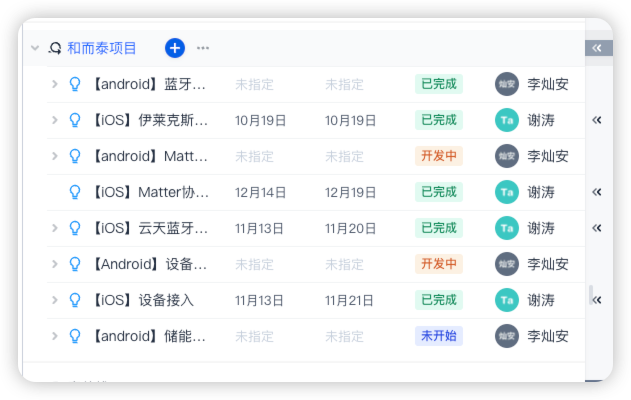 和而泰项目
【android】蓝牙... 未指定 未指定 已完成 灿安 李灿安
【iOS】伊莱克斯... 10月19日 10月19日 已完成 Ta 谢涛
【android】Matt... 未指定 未指定 开发中 灿安 李灿安
【iOS】Matter协... 12月14日 12月19日 已完成 Ta 谢涛
【iOS】云天蓝牙... 11月13日 11月20日 已完成 Ta 谢涛
【Android】设备... 未指定 未指定 开发中 灿安 李灿安
【iOS】设备接入 11月13日 11月21日 已完成 Ta 谢涛
【android】储能... 未指定 未指定 未开始 灿安 李灿安